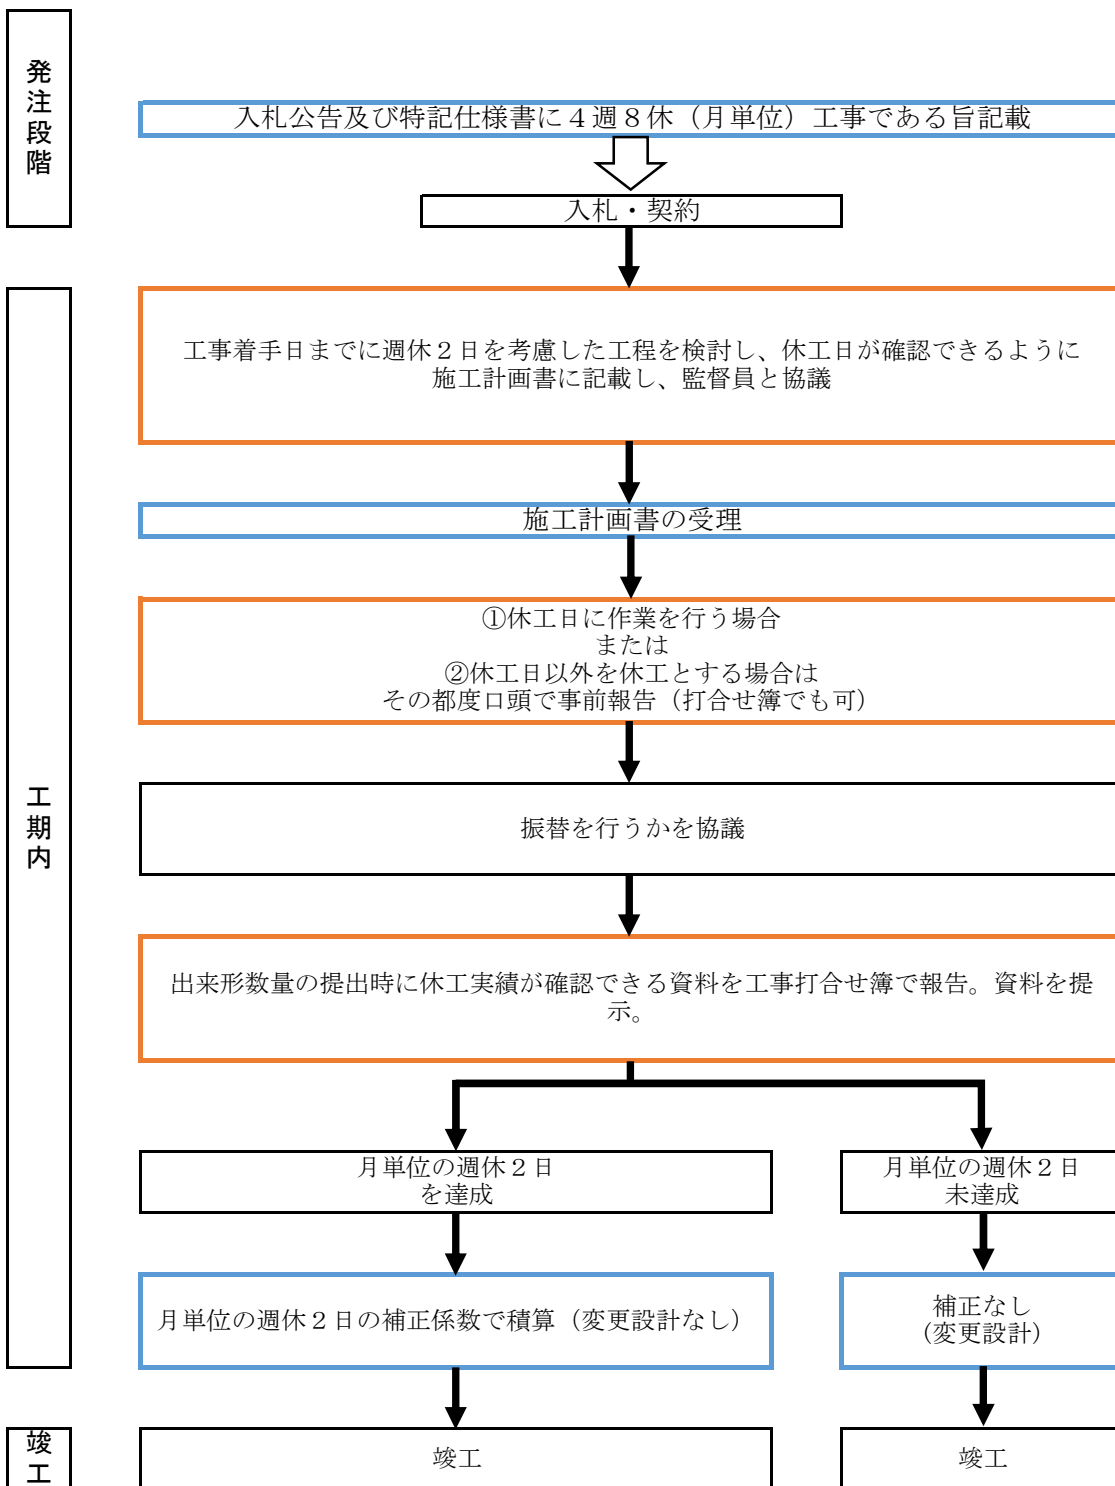 発注段階
入札公告及び特記仕様書に４週８休（月単位）工事である旨記載
入札・契約
工期内
工事着手日までに週休２日を考慮した工程を検討し、休工日が確認できるように
施工計画書に記載し、監督員と協議
施工計画書の受理
①休工日に作業を行う場合
または
②休工日以外を休工とする場合は
その都度口頭で事前報告（打合せ簿でも可）
振替を行うかを協議
出来形数量の提出時に休工実績が確認できる資料を工事打合せ簿で報告。資料を提
示。
月単位の週休２日
を達成
月単位の週休２日
未達成
月単位の週休２日の補正係数で積算（変更設計なし）
補正なし
（変更設計）
竣工
竣工
竣工